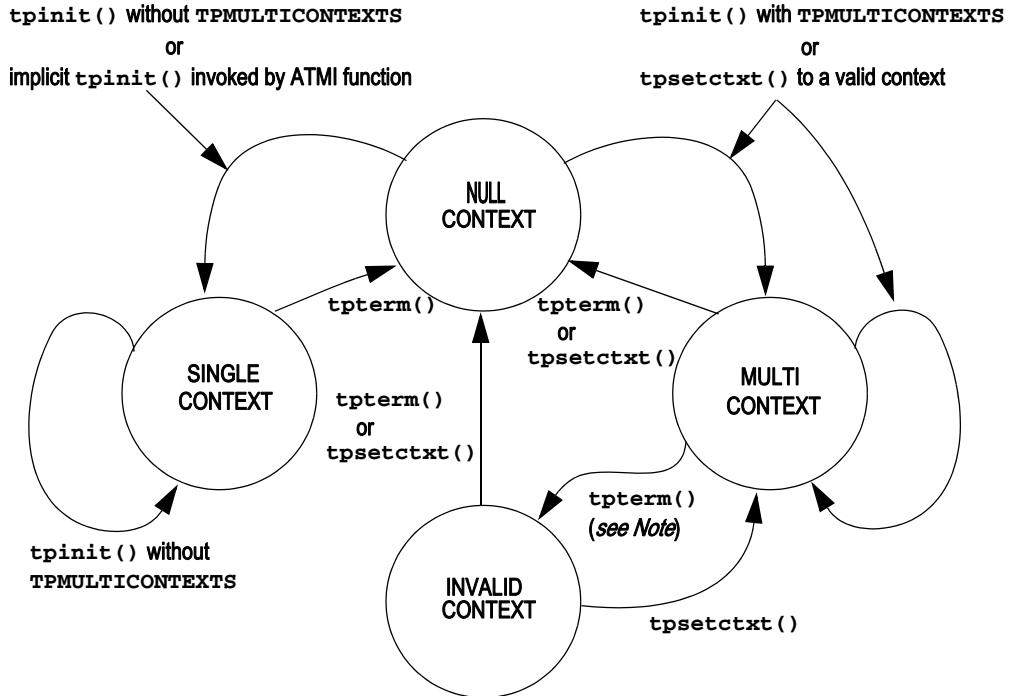 tpinit() without TPMULTICONTEXTS
or
implicit tpinit() invoked by ATMI function
tpinit() with TPMULTICONTEXTS
or
tpsetctxt() to a valid context
NULL
CONTEXT
tpterm()
tpterm()
or
tpsetctxt()
SINGLE
CONTEXT
MULTI
CONTEXT
tpterm()
or
tpsetctxt()
tpterm()
(see Note)
tpinit() without
TPMULTICONTEXTS
INVALID
CONTEXT
tpsetctxt()